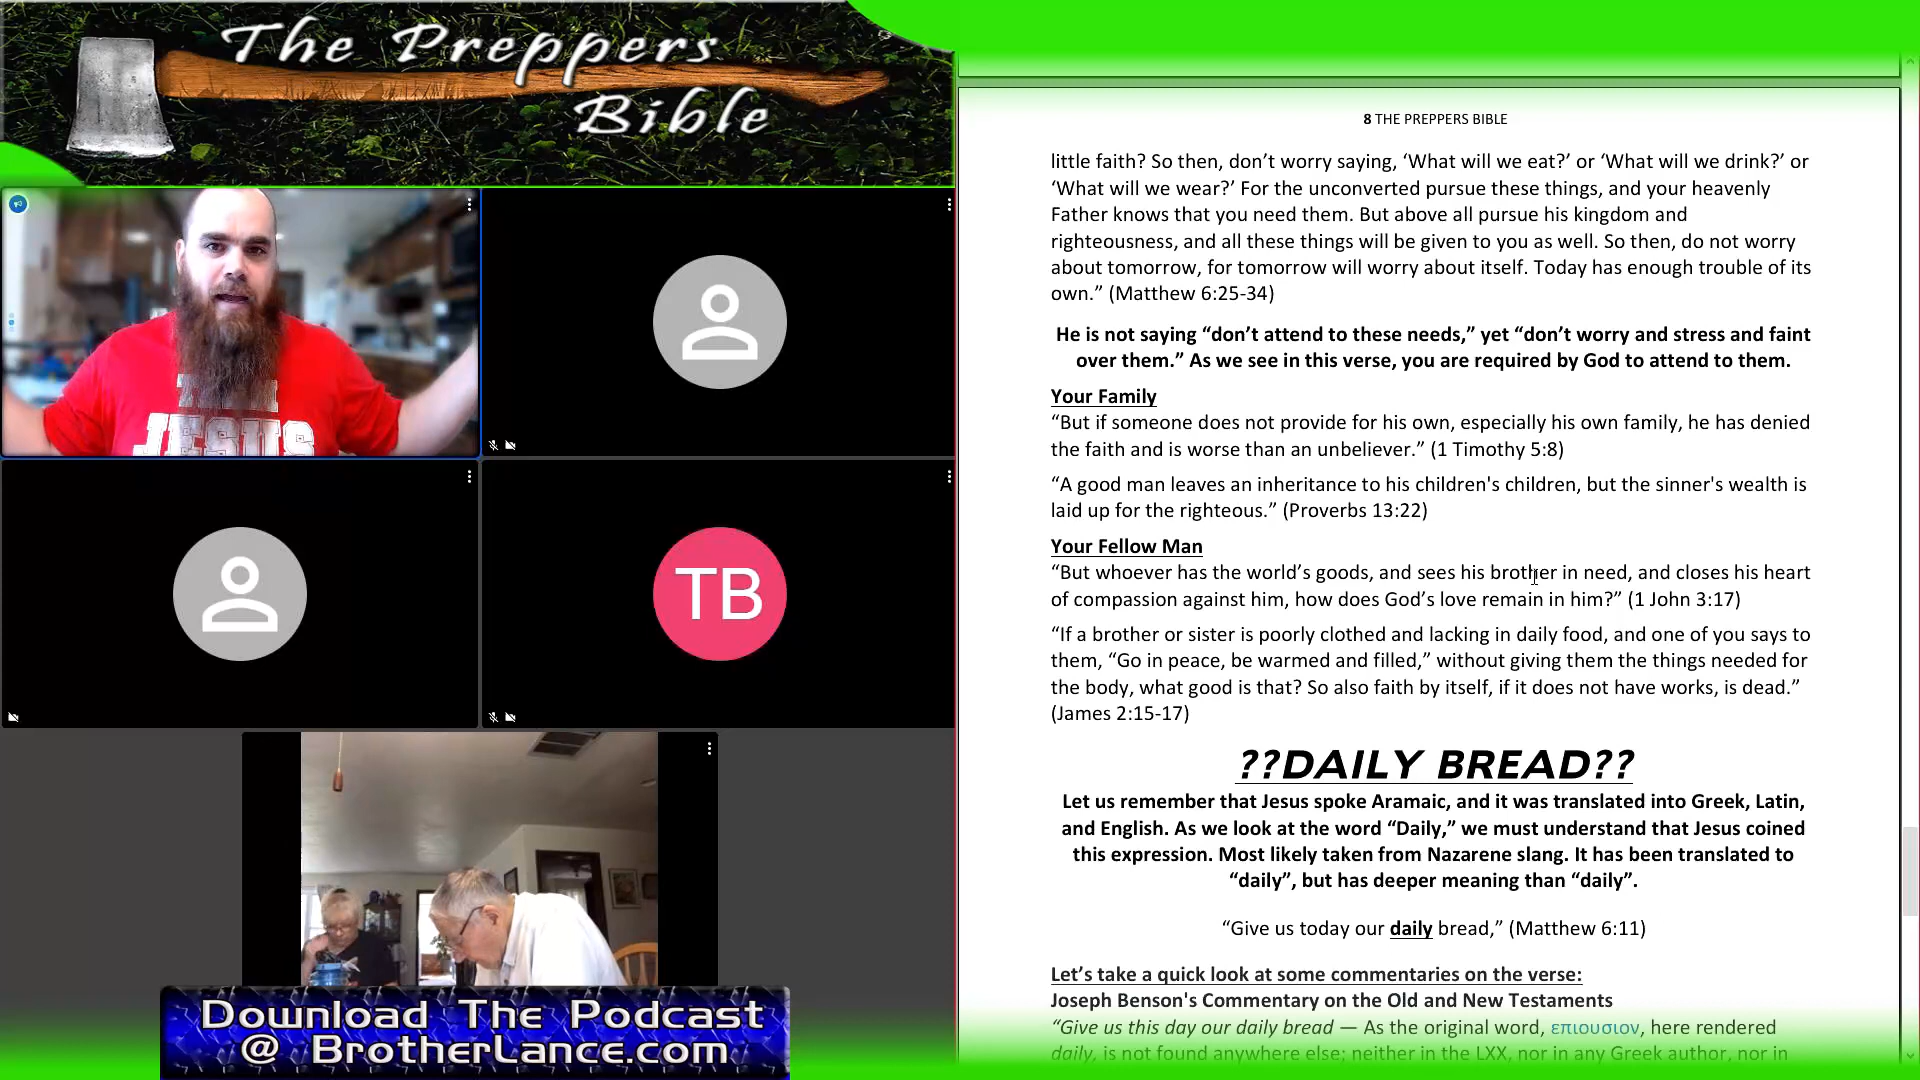 The Preppers
Bible
JESUS
TB
Download The Podcast
@ BrotherLance.com
8 THE PREPPERS BIBLE
little faith? So then, don’t worry saying, ‘What will we eat?’ or ‘What will we drink?’ or
‘What will we wear?’ For the unconverted pursue these things, and your heavenly
Father knows that you need them. But above all pursue his kingdom and
righteousness, and all these things will be given to you as well. So then, do not worry
about tomorrow, for tomorrow will worry about itself. Today has enough trouble of its
own.” (Matthew 6:25-34)
He is not saying “don’t attend to these needs,” yet “don’t worry and stress and faint
over them.” As we see in this verse, you are required by God to attend to them.
Your Family
“But if someone does not provide for his own, especially his own family, he has denied
the faith and is worse than an unbeliever.” (1 Timothy 5:8)
“A good man leaves an inheritance to his children's children, but the sinner's wealth is
laid up for the righteous.” (Proverbs 13:22)
Your Fellow Man
“But whoever has the world’s goods, and sees his brother in need, and closes his heart
of compassion against him, how does God’s love remain in him?” (1 John 3:17)
“If a brother or sister is poorly clothed and lacking in daily food, and one of you says to
them, “Go in peace, be warmed and filled,” without giving them the things needed for
the body, what good is that? So also faith by itself, if it does not have works, is dead.”
(James 2:15-17)
??DAILY BREAD??
Let us remember that Jesus spoke Aramaic, and it was translated into Greek, Latin,
and English. As we look at the word “Daily,” we must understand that Jesus coined
this expression. Most likely taken from Nazarene slang. It has been translated to
“daily”, but has deeper meaning than “daily”.
“Give us today our daily bread,” (Matthew 6:11)
Let’s take a quick look at some commentaries on the verse:
Joseph Benson's Commentary on the Old and New Testaments
“Give us this day our daily bread — As the original word, επιουσιον, here rendered
daily, is not found anywhere else; neither in the LXX, nor in any Greek author, nor in